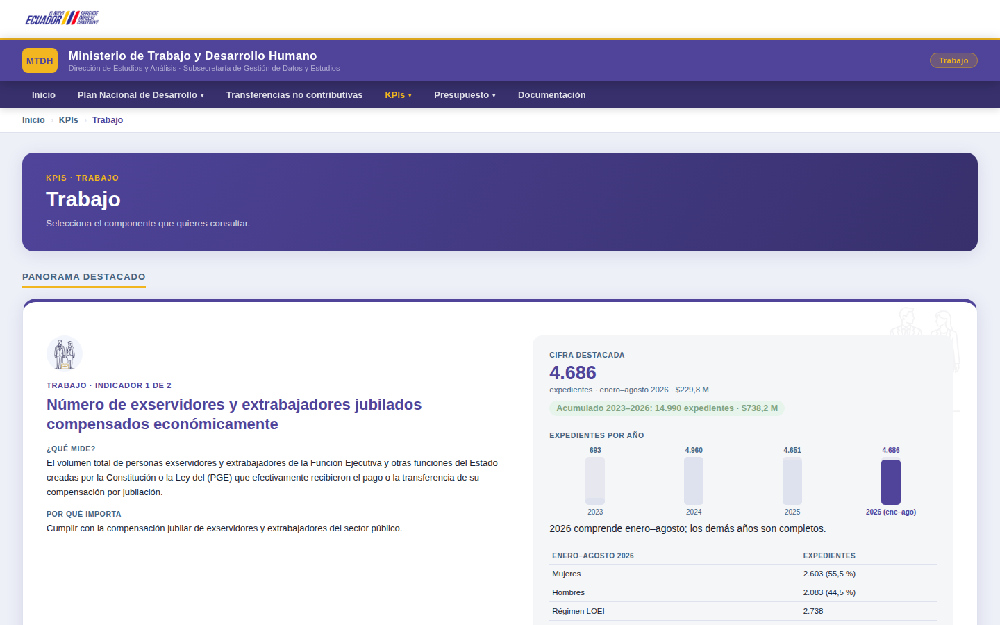 EL NUEVO
ECUADOR
DEFIENDE
IMPULSA
CONSTRUYE
MTDH
Ministerio de Trabajo y Desarrollo Humano
Dirección de Estudios y Análisis · Subsecretaría de Gestión de Datos y Estudios
Trabajo
Inicio
Plan Nacional de Desarrollo ▾
Transferencias no contributivas
KPIs ▾
Presupuesto ▾
Documentación
Inicio › KPIs › Trabajo
KPIS · TRABAJO
Trabajo
Selecciona el componente que quieres consultar.
PANORAMA DESTACADO
TRABAJO · INDICADOR 1 DE 2
Número de exservidores y extrabajadores jubilados
compensados económicamente
¿QUÉ MIDE?
El volumen total de personas exservidores y extrabajadores de la Función Ejecutiva y otras funciones del Estado
creadas por la Constitución o la Ley del (PGE) que efectivamente recibieron el pago o la transferencia de su
compensación por jubilación.
POR QUÉ IMPORTA
Cumplir con la compensación jubilar de exservidores y extrabajadores del sector público.
CIFRA DESTACADA
4.686
expedientes · enero–agosto 2026 · $229,8 M
Acumulado 2023–2026: 14.990 expedientes · $738,2 M
EXPEDIENTES POR AÑO
693 4.960 4.651 4.686
2023 2024 2025 2026 (ene–ago)
2026 comprende enero–agosto; los demás años son completos.
ENERO–AGOSTO 2026 EXPEDIENTES
Mujeres 2.603 (55,5 %)
Hombres 2.083 (44,5 %)
Régimen LOEI 2.738